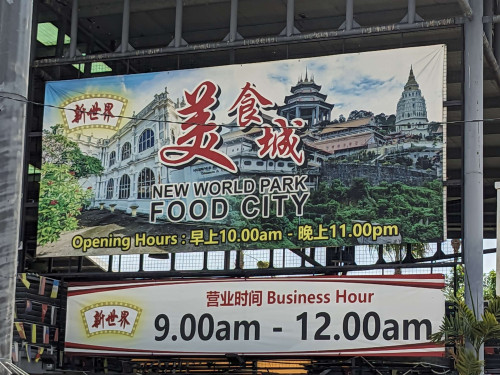 新世界
美食城
NEW WORLD PARK
FOOD CITY
Opening Hours : 早上10.00am - 晚上11.00pm
新世界
营业时间 Business Hour
9.00am - 12.00am